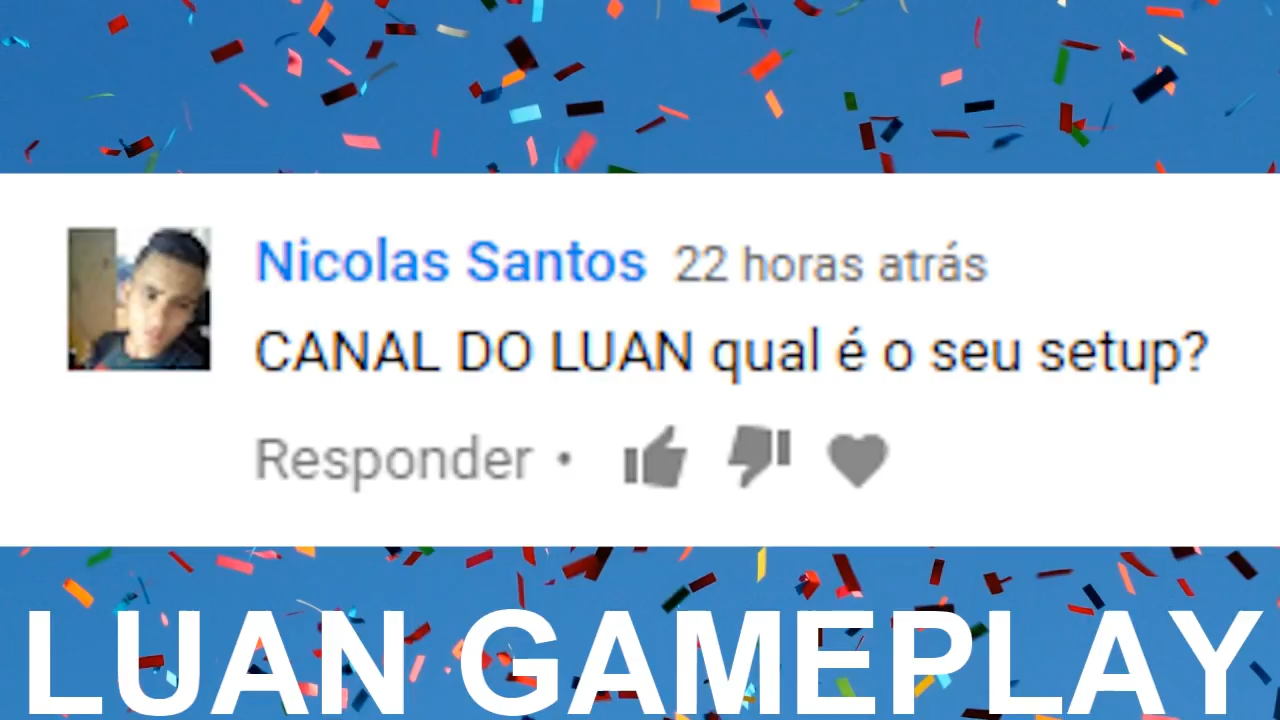 Nicolas Santos 22 horas atrás
CANAL DO LUAN qual é o seu setup?
Responder •
LUAN GAMEPLAY